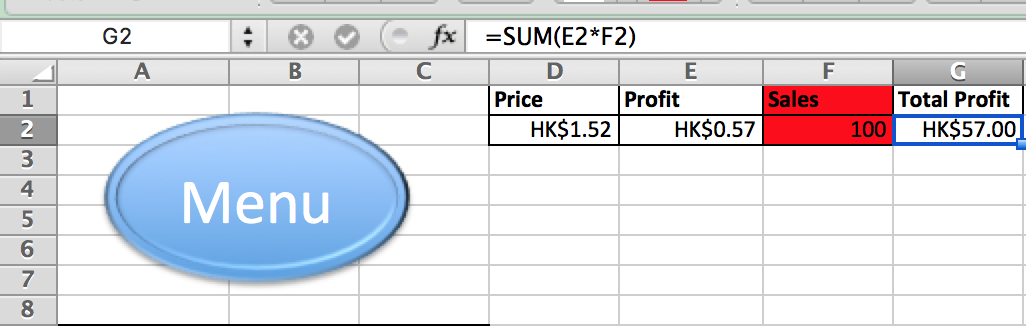 G2 fx =SUM(E2*F2)
A B C D E F G
1 Price Profit Sales Total Profit
2 HK$1.52 HK$0.57 100 HK$57.00
3
Menu
4
5
6
7
8